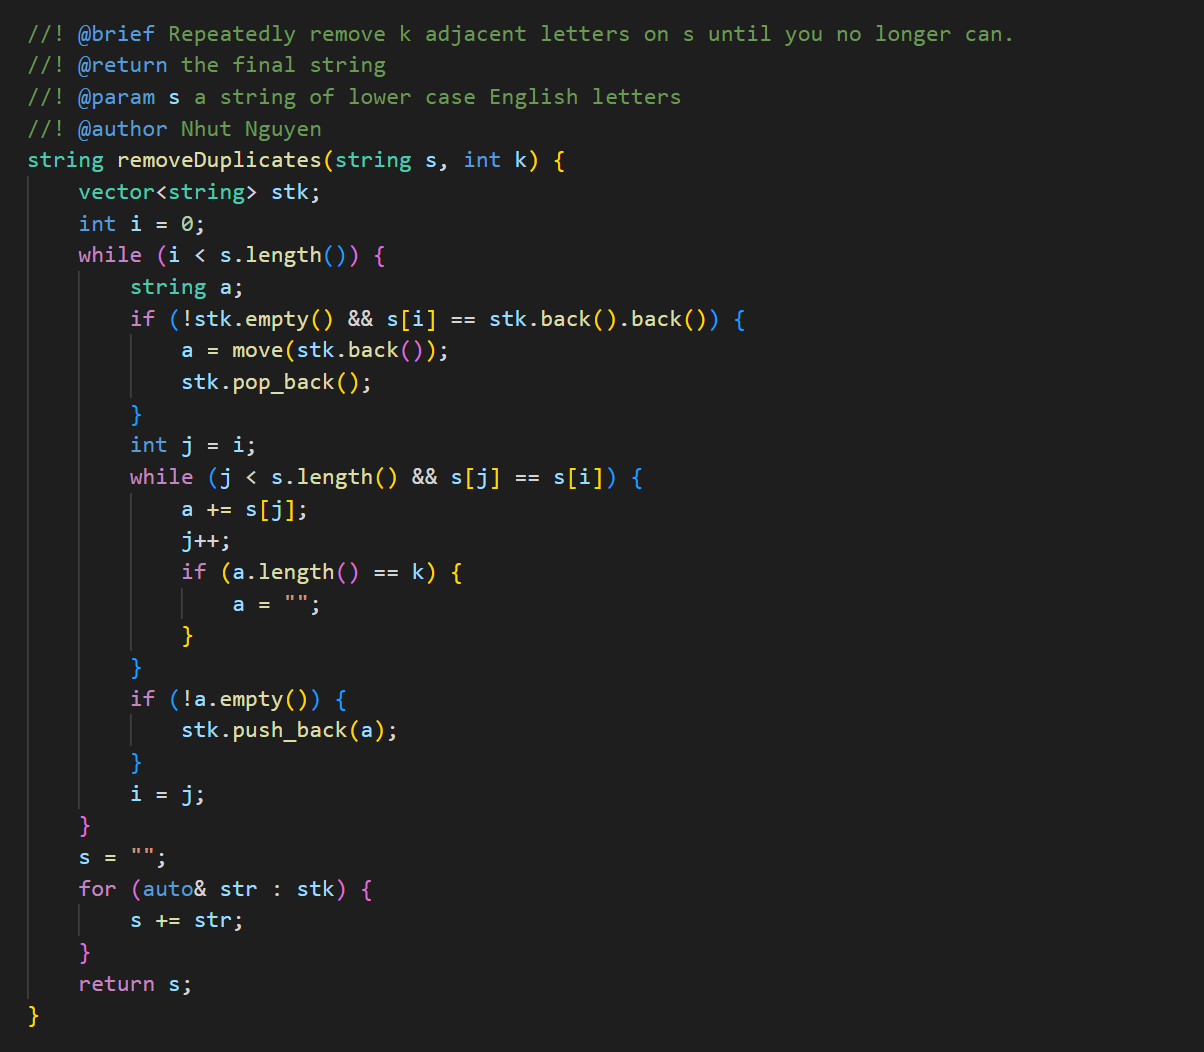 //! @brief Repeatedly remove k adjacent letters on s until you no longer can.
//! @return the final string
//! @param s a string of lower case English letters
//! @author Nhut Nguyen
string removeDuplicates(string s, int k) {
    vector<string> stk;
    int i = 0;
    while (i < s.length()) {
        string a;
        if (!stk.empty() && s[i] == stk.back().back()) {
            a = move(stk.back());
            stk.pop_back();
        }
        int j = i;
        while (j < s.length() && s[j] == s[i]) {
            a += s[j];
            j++;
            if (a.length() == k) {
                a = "";
            }
        }
        if (!a.empty()) {
            stk.push_back(a);
        }
        i = j;
    }
    s = "";
    for (auto& str : stk) {
        s += str;
    }
    return s;
}